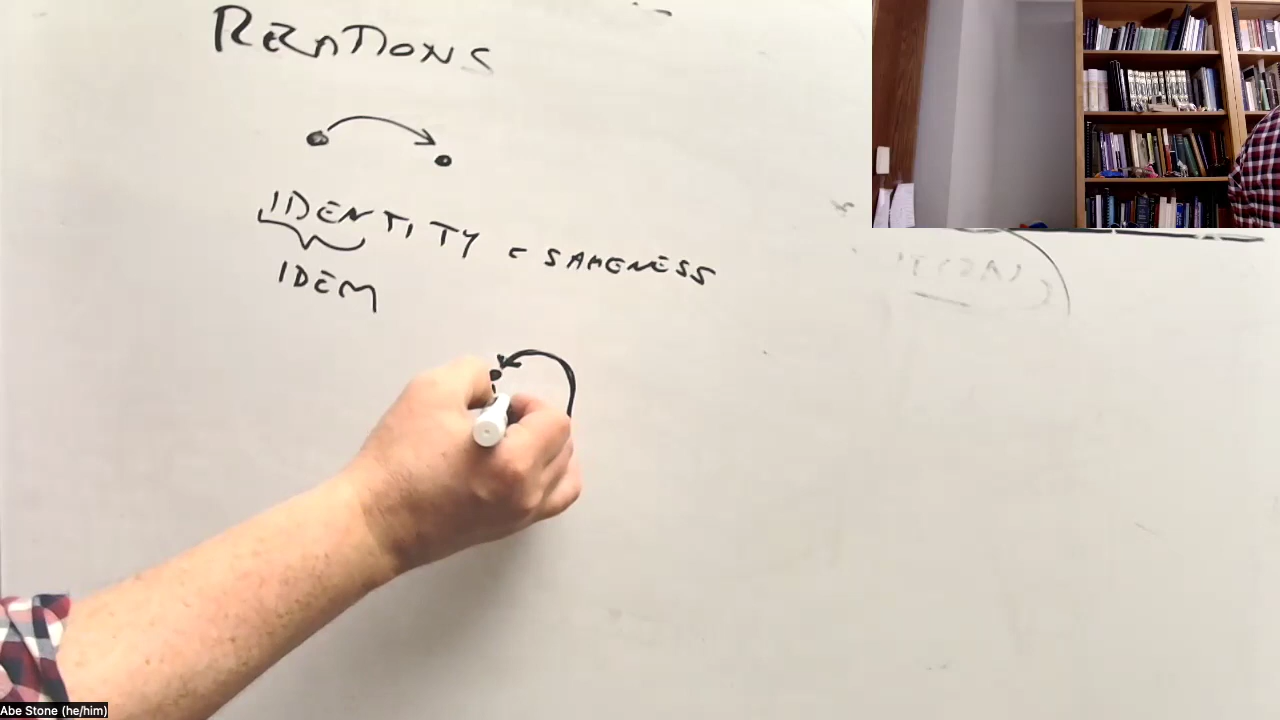 RELATIONS
IDENTITY = SAMENESS
IDEM
Abe Stone (he/him)